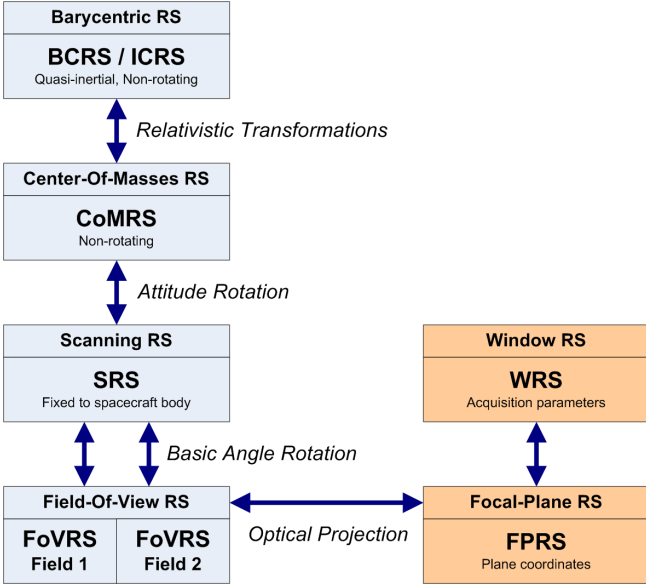 Barycentric RS
BCRS / ICRS
Quasi-inertial, Non-rotating
Relativistic Transformations
Center-Of-Masses RS
CoMRS
Non-rotating
Attitude Rotation
Scanning RS
SRS
Fixed to spacecraft body
Window RS
WRS
Acquisition parameters
Basic Angle Rotation
Field-Of-View RS
FoVRS
Field 1
FoVRS
Field 2
Optical Projection
Focal-Plane RS
FPRS
Plane coordinates